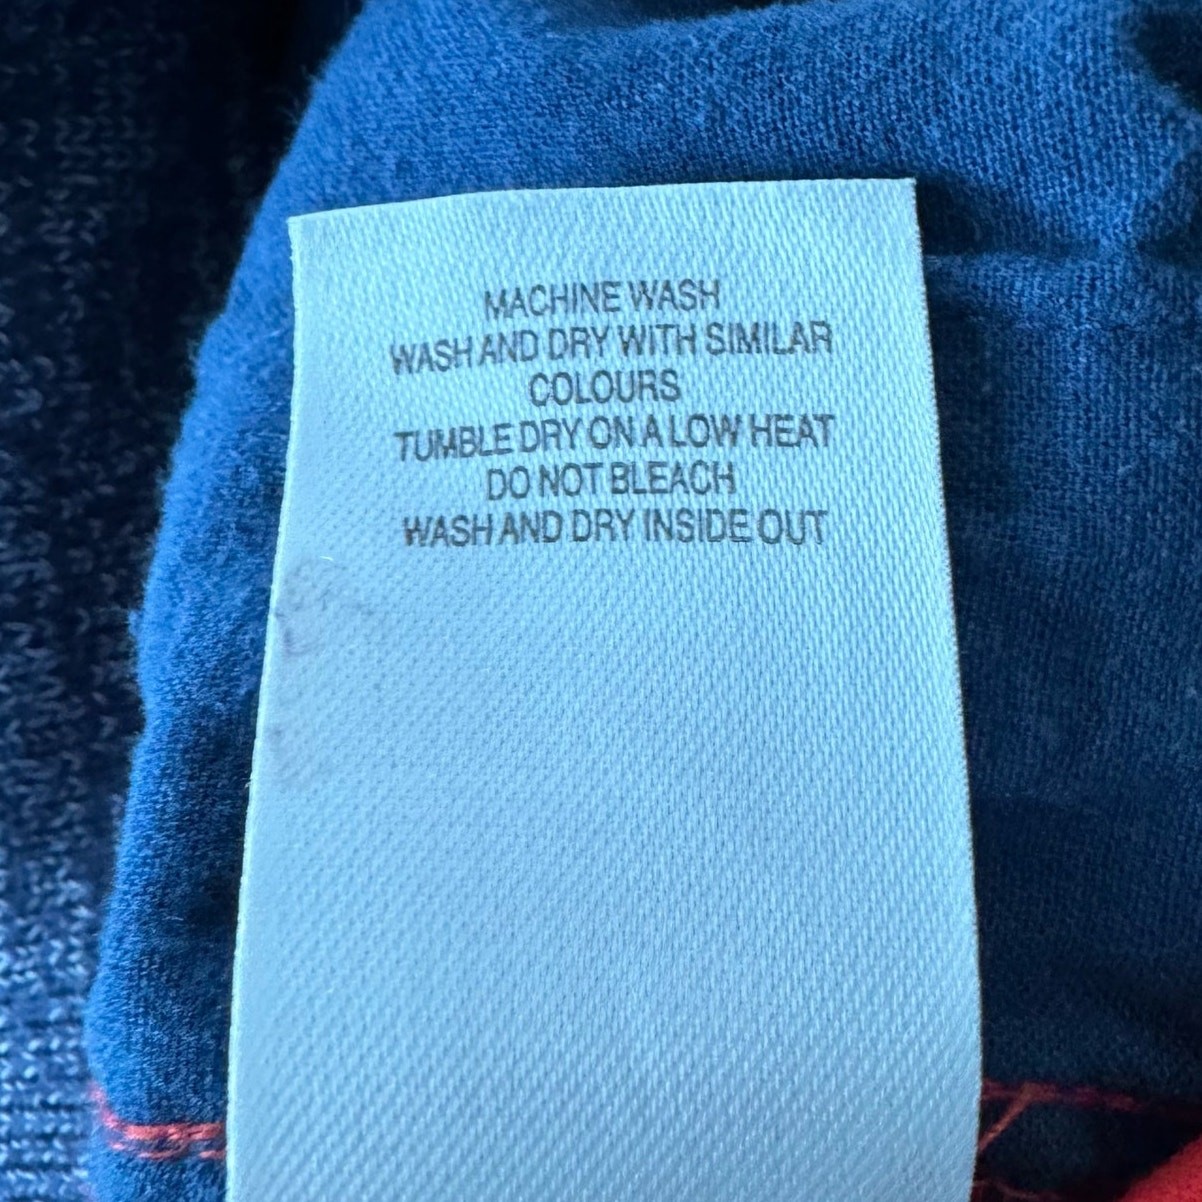 MACHINE WASH
WASH AND DRY WITH SIMILAR
COLOURS
TUMBLE DRY ON A LOW HEAT
DO NOT BLEACH
WASH AND DRY INSIDE OUT